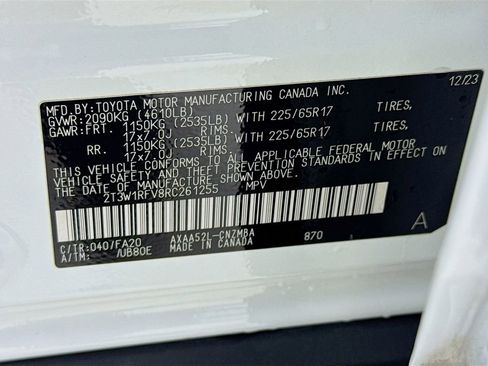 MFD.BY:TOYOTA MOTOR MANUFACTURING CANADA INC. 12/23
GVWR:2090KG (4610LB)
GAWR:FRT. 1150KG (2535LB) WITH 225/65R17 TIRES,
17x7.0J RIMS.
RR. 1150KG (2535LB) WITH 225/65R17 TIRES,
17x7.0J RIMS.
THIS VEHICLE CONFORMS TO ALL APPLICABLE FEDERAL MOTOR
VEHICLE SAFETY AND THEFT PREVENTION STANDARDS IN EFFECT ON
THE DATE OF MANUFACTURE SHOWN ABOVE.
2T3W1RFV8RC261255 MPV
C/TR:040/FA20 AXAA52L-CNZMBA 870 A
A/TM: /UB80E MADE IN CANADA